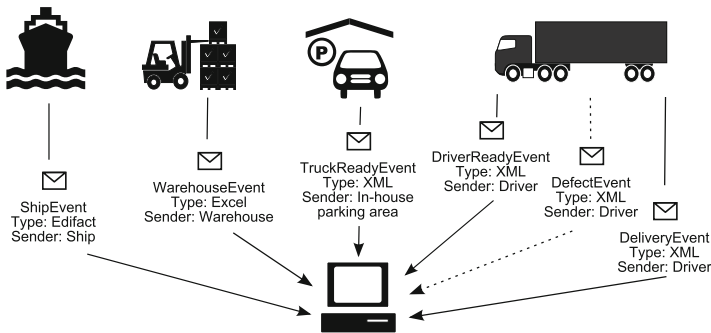 P
ShipEvent
Type: Edifact
Sender: Ship
WarehouseEvent
Type: Excel
Sender: Warehouse
TruckReadyEvent
Type: XML
Sender: In-house
parking area
DriverReadyEvent
Type: XML
Sender: Driver
DefectEvent
Type: XML
Sender: Driver
DeliveryEvent
Type: XML
Sender: Driver